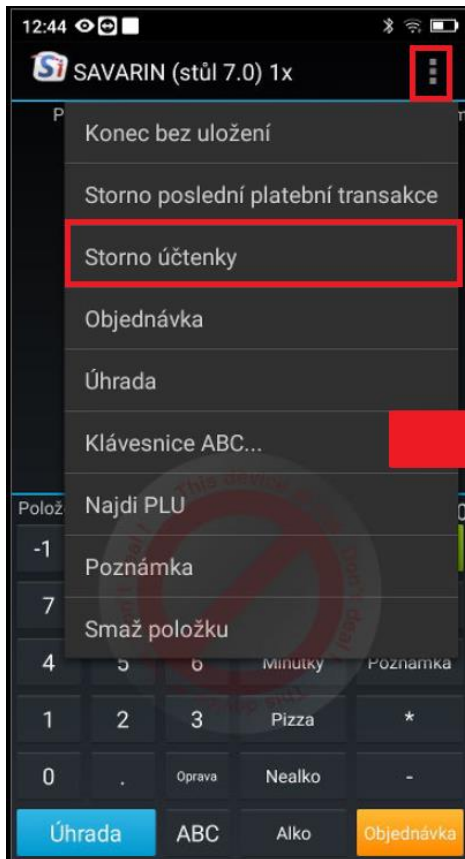 12:44
Si SAVARIN (stůl 7.0) 1x
Konec bez uložení
Storno poslední platební transakce
Storno účtenky
Objednávka
Úhrada
Klávesnice ABC...
Najdi PLU
Poznámka
Smaž položku
-1
7
4 5 6 Minutky Poznámka
1 2 3 Pizza *
0 . Oprava Nealko -
Úhrada ABC Alko Objednávka